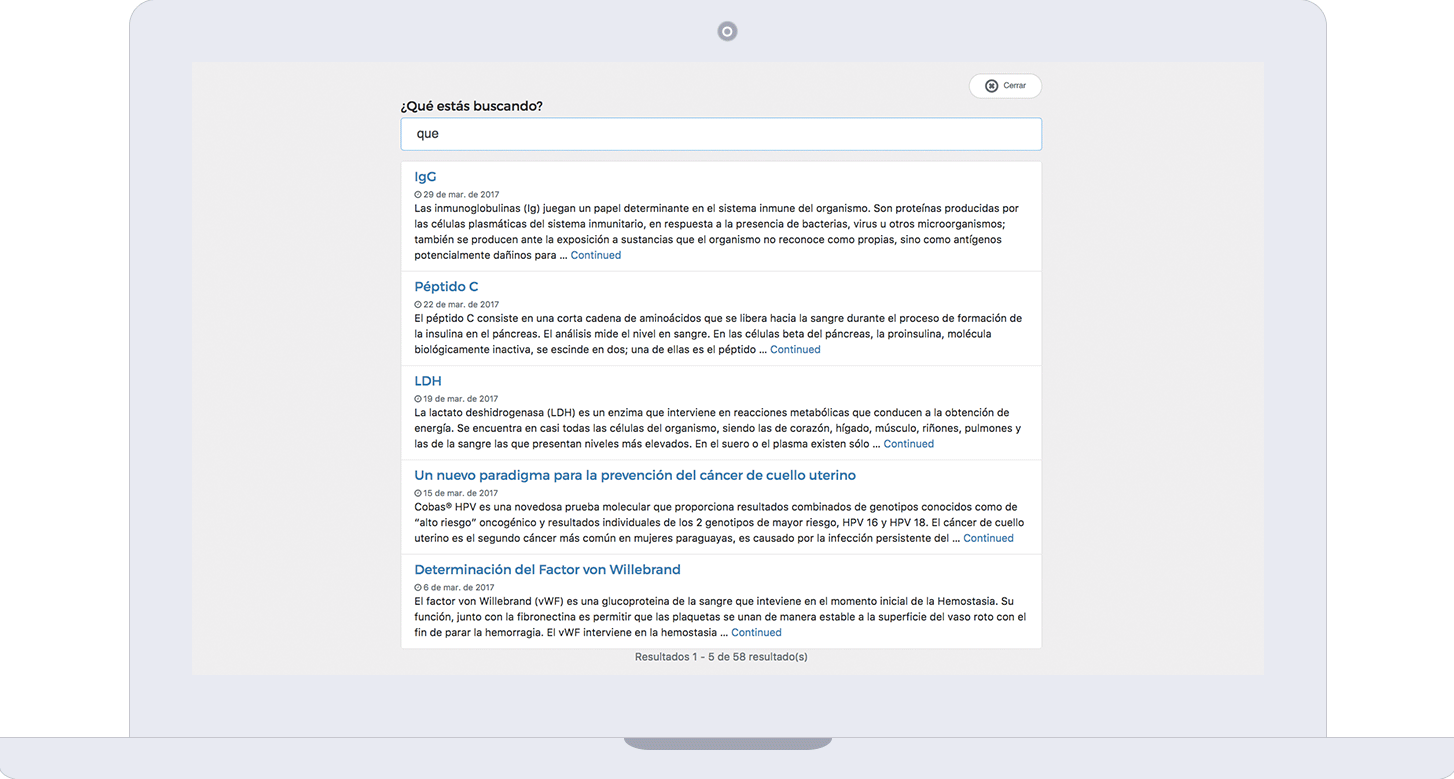 Cerrar
¿Qué estás buscando?
que
IgG
29 de mar. de 2017
Las inmunoglobulinas (Ig) juegan un papel determinante en el sistema inmune del organismo. Son proteínas producidas por
las células plasmáticas del sistema inmunitario, en respuesta a la presencia de bacterias, virus u otros microorganismos;
también se producen ante la exposición a sustancias que el organismo no reconoce como propias, sino como antígenos
potencialmente dañinos para ... Continued
Péptido C
22 de mar. de 2017
El péptido C consiste en una corta cadena de aminoácidos que se libera hacia la sangre durante el proceso de formación de
la insulina en el páncreas. El análisis mide el nivel en sangre. En las células beta del páncreas, la proinsulina, molécula
biológicamente inactiva, se escinde en dos; una de ellas es el péptido ... Continued
LDH
19 de mar. de 2017
La lactato deshidrogenasa (LDH) es un enzima que interviene en reacciones metabólicas que conducen a la obtención de
energía. Se encuentra en casi todas las células del organismo, siendo las de corazón, hígado, músculo, riñones, pulmones y
las de la sangre las que presentan niveles más elevados. En el suero o el plasma existen sólo ... Continued
Un nuevo paradigma para la prevención del cáncer de cuello uterino
15 de mar. de 2017
Cobas® HPV es una novedosa prueba molecular que proporciona resultados combinados de genotipos conocidos como de
“alto riesgo” oncogénico y resultados individuales de los 2 genotipos de mayor riesgo, HPV 16 y HPV 18. El cáncer de cuello
uterino es el segundo cáncer más común en mujeres paraguayas, es causado por la infección persistente del ... Continued
Determinación del Factor von Willebrand
6 de mar. de 2017
El factor von Willebrand (vWF) es una glucoproteina de la sangre que inteviene en el momento inicial de la Hemostasia. Su
función, junto con la fibronectina es permitir que las plaquetas se unan de manera estable a la superficie del vaso roto con el
fin de parar la hemorragia. El vWF interviene en la hemostasia ... Continued
Resultados 1 - 5 de 58 resultado(s)